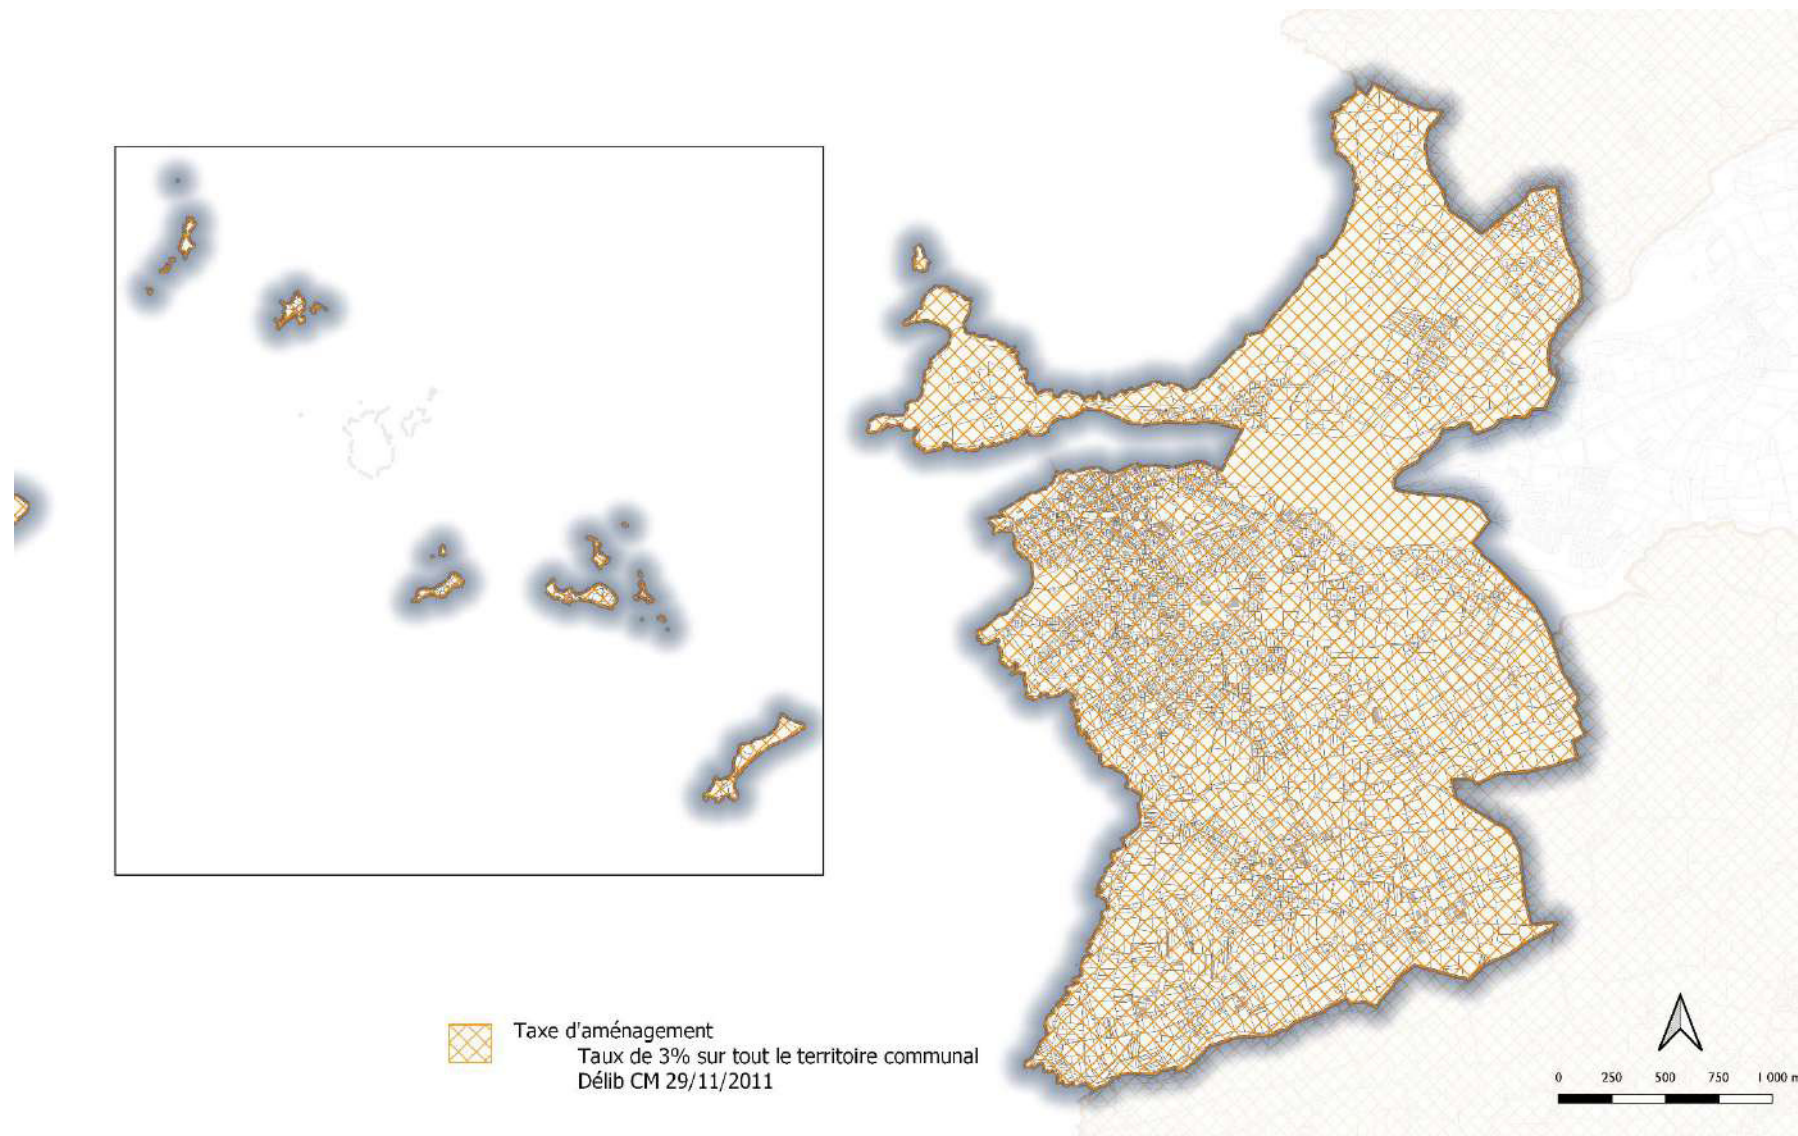 Taxe d'aménagement
Taux de 3% sur tout le territoire communal
Délib CM 29/11/2011
0 250 500 750 1 000 m